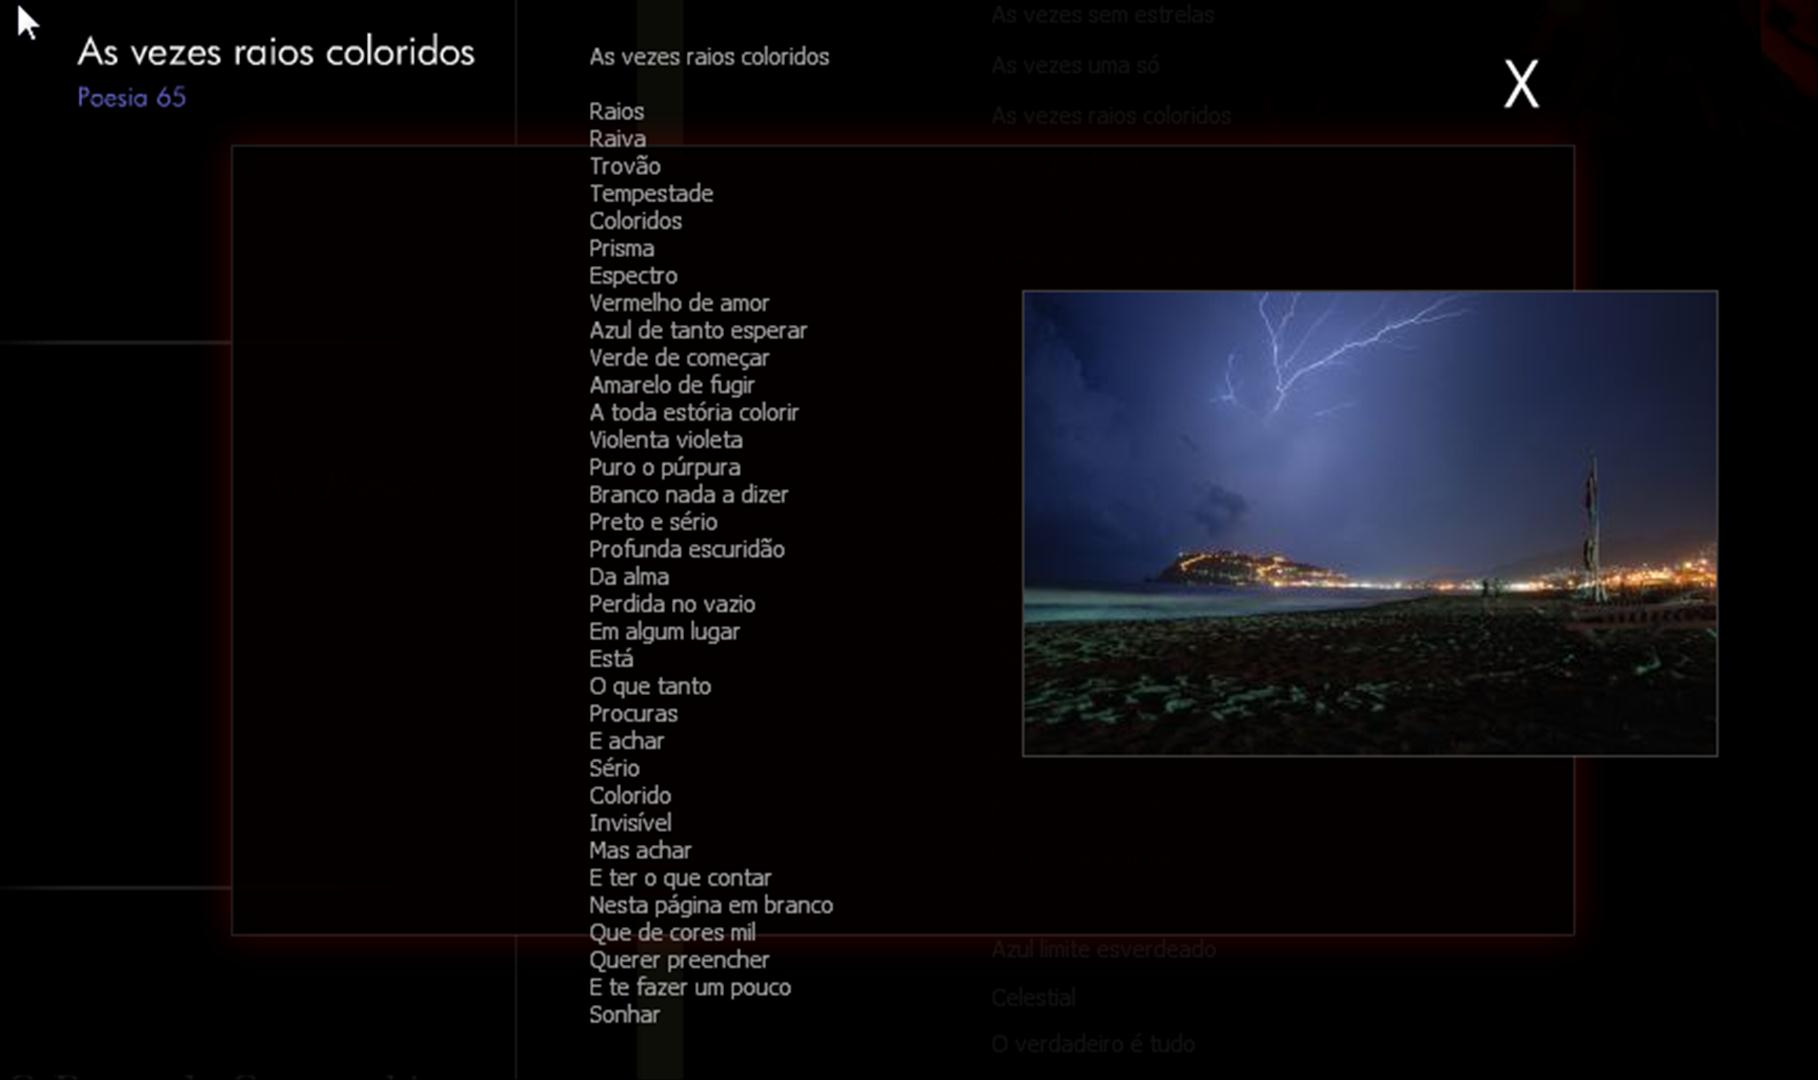 As vezes raios coloridos
Poesia 65
As vezes raios coloridos
Raios
Raiva
Trovão
Tempestade
Coloridos
Prisma
Espectro
Vermelho de amor
Azul de tanto esperar
Verde de começar
Amarelo de fugir
A toda estória colorir
Violenta violeta
Puro o púrpura
Branco nada a dizer
Preto e sério
Profunda escuridão
Da alma
Perdida no vazio
Em algum lugar
Está
O que tanto
Procuras
E achar
Sério
Colorido
Invisível
Mas achar
E ter o que contar
Nesta página em branco
Que de cores mil
Querer preencher
E te fazer um pouco
Sonhar
As vezes sem estrelas
As vezes uma só
As vezes raios coloridos
X
Azul limite esverdeado
Celestial
O verdadeiro é tudo